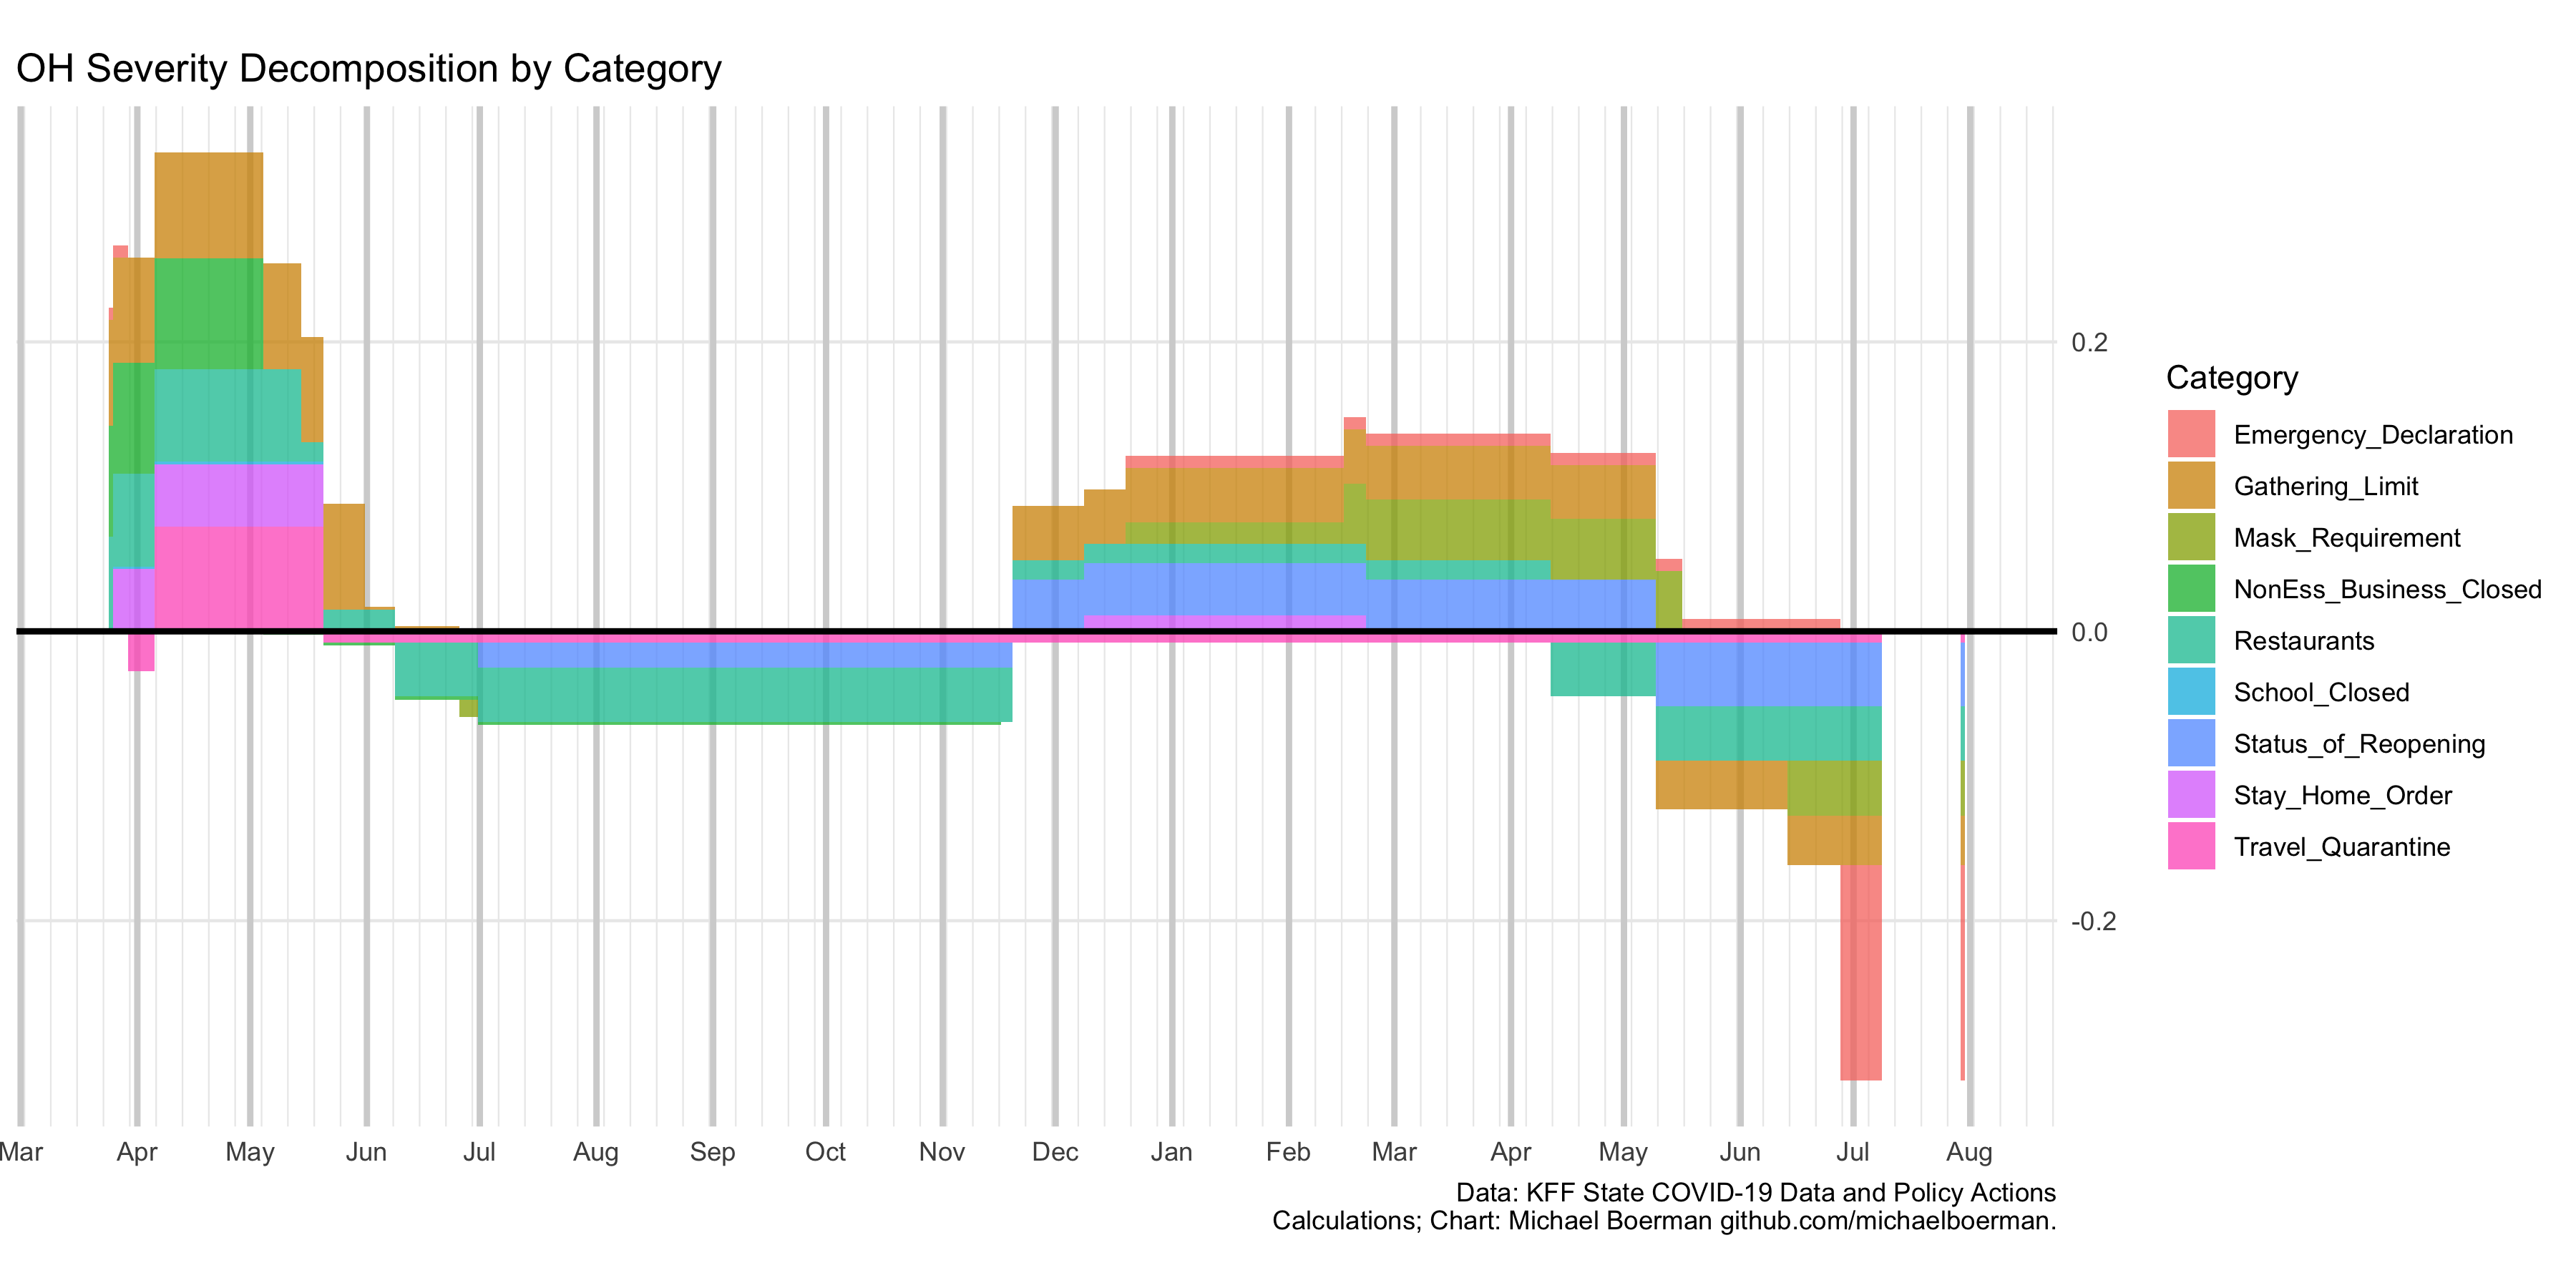 OH Severity Decomposition by Category
0.2
0.0
-0.2
Mar Apr May Jun Jul Aug Sep Oct Nov Dec Jan Feb Mar Apr May Jun Jul Aug
Category
Emergency_Declaration
Gathering_Limit
Mask_Requirement
NonEss_Business_Closed
Restaurants
School_Closed
Status_of_Reopening
Stay_Home_Order
Travel_Quarantine
Data: KFF State COVID-19 Data and Policy Actions
Calculations; Chart: Michael Boerman github.com/michaelboerman.